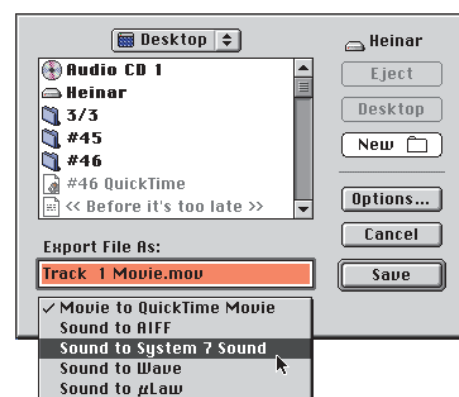 Desktop
Heinar
Audio CD 1
Heinar
3/3
#45
#46
#46 QuickTime
<< Before it's too late >>
Eject
Desktop
New
Options...
Cancel
Save
Export File As:
Track 1 Movie.mov
✓ Movie to QuickTime Movie
Sound to AIFF
Sound to System 7 Sound
Sound to Wave
Sound to µLaw